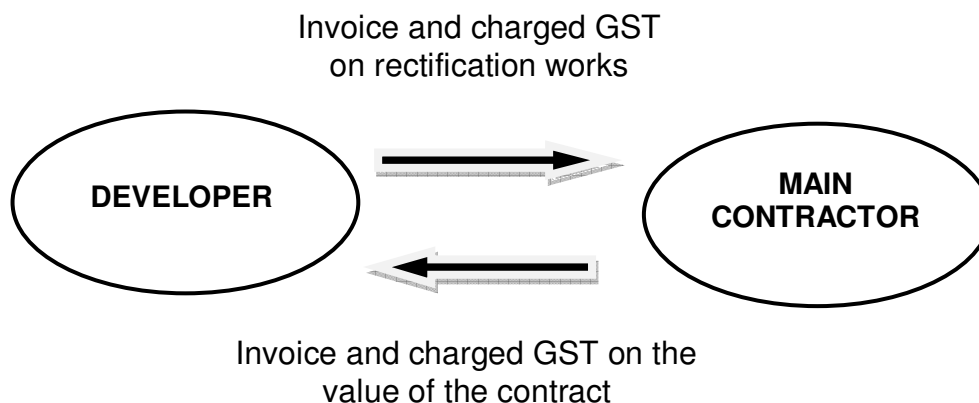 Invoice and charged GST
on rectification works
DEVELOPER
MAIN
CONTRACTOR
Invoice and charged GST on the
value of the contract